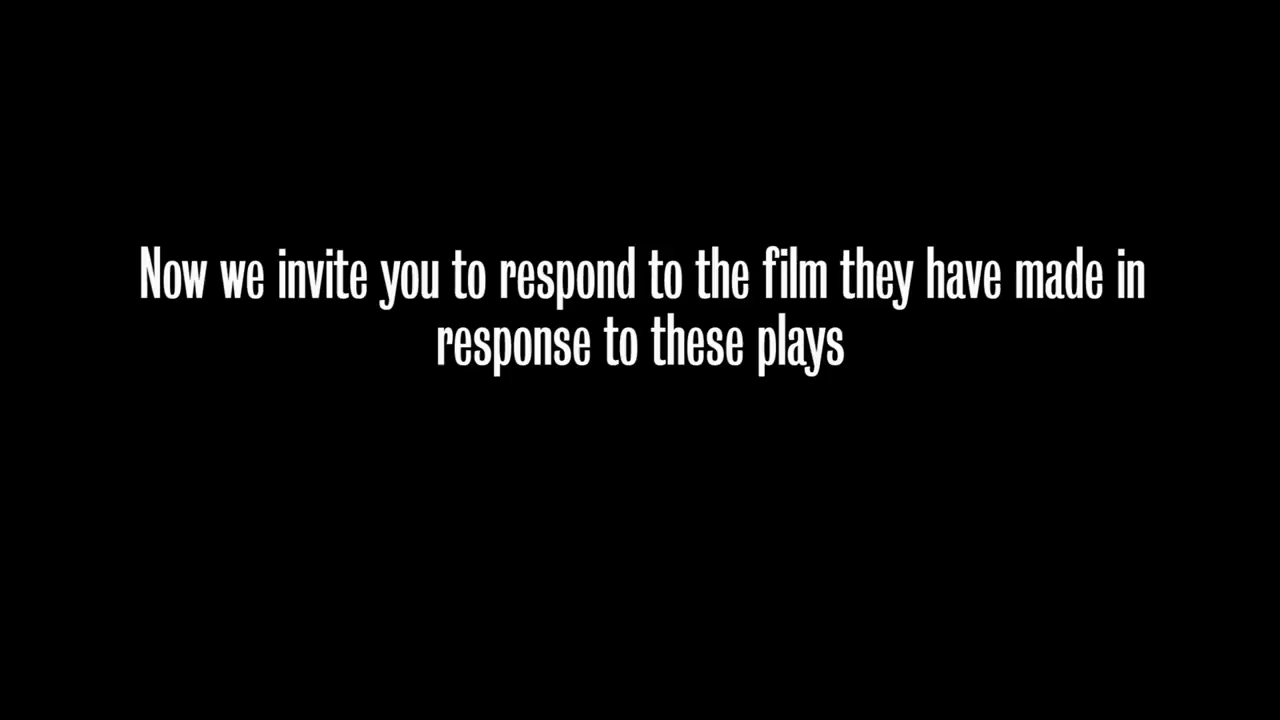 Now we invite you to respond to the film they have made in
response to these plays